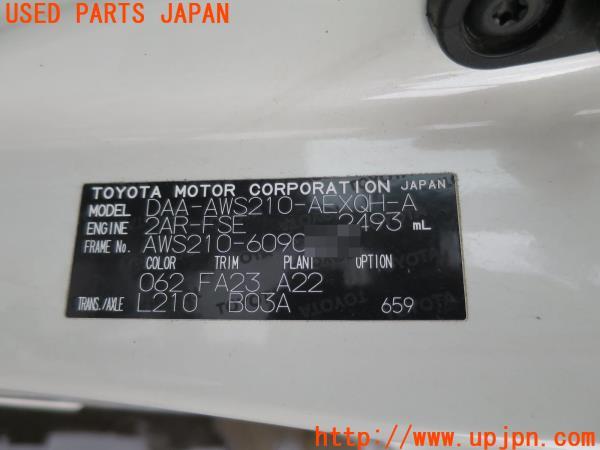 USED PARTS JAPAN
TOYOTA MOTOR CORPORATION JAPAN
MODEL DAA-AWS210-AEXQH-A
ENGINE 2AR-FSE 2493 mL
FRAME No. AWS210-6090
COLOR TRIM PLANT OPTION
062 FA23 A22
TRANS./AXLE L210 B03A 659
http://www.upjpn.com/